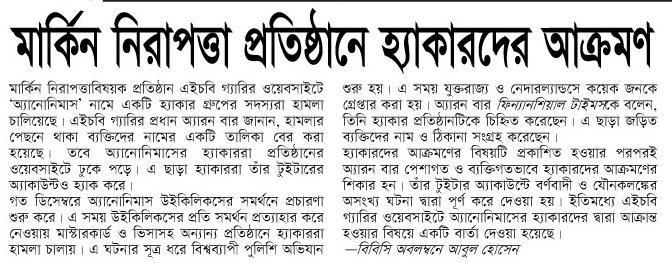 মার্কিন নিরাপত্তা প্রতিষ্ঠানে হ্যাকারদের আক্রমণ
মার্কিন নিরাপত্তাবিষয়ক প্রতিষ্ঠান এইচবি গ্যারির ওয়েবসাইটে
‘অ্যানোনিমাস’ নামে একটি হ্যাকার গ্রুপের সদস্যরা হামলা
চালিয়েছে। এইচবি গ্যারির প্রধান অ্যারন বার জানান, হামলার
পেছনে থাকা ব্যক্তিদের নামের একটি তালিকা বের করা
হয়েছে। তবে অ্যানোনিমাসের হ্যাকাররা প্রতিষ্ঠানের
ওয়েবসাইটে ঢুকে পড়ে। এ ছাড়া হ্যাকাররা তাঁর টুইটারের
অ্যাকাউন্টও হ্যাক করে।
গত ডিসেম্বরে অ্যানোনিমাস উইকিলিকসের সমর্থনে প্রচারণা
শুরু করে। এ সময় উইকিলিকসের প্রতি সমর্থন প্রত্যাহার করে
নেওয়ায় মাস্টারকার্ড ও ভিসাসহ অন্যান্য প্রতিষ্ঠানে হ্যাকাররা
হামলা চালায়। এ ঘটনার সূত্র ধরে বিশ্বব্যাপী পুলিশি অভিযান
শুরু হয়। এ সময় যুক্তরাজ্য ও নেদারল্যান্ডসে কয়েক জনকে
গ্রেপ্তার করা হয়। অ্যারন বার ফিন্যানশিয়াল টাইমসকে বলেন,
তিনি হ্যাকার প্রতিষ্ঠানটিকে চিহ্নিত করেছেন। এ ছাড়া জড়িত
ব্যক্তিদের নাম ও ঠিকানা সংগ্রহ করেছেন।
হ্যাকারদের আক্রমণের বিষয়টি প্রকাশিত হওয়ার পরপরই
অ্যারন বার পেশাগত ও ব্যক্তিগতভাবে হ্যাকারদের আক্রমণের
শিকার হন। তাঁর টুইটার অ্যাকাউন্টে বর্ণবাদী ও যৌনকলঙ্কের
অসংখ্য ঘটনা দ্বারা পূর্ণ করে দেওয়া হয়। ইতিমধ্যে এইচবি
গ্যারির ওয়েবসাইটে অ্যানোনিমাসের হ্যাকারদের দ্বারা আক্রান্ত
হওয়ার বিষয়ে একটি বার্তা দেওয়া হয়েছে।
—বিবিসি অবলম্বনে আবুল হোসেন